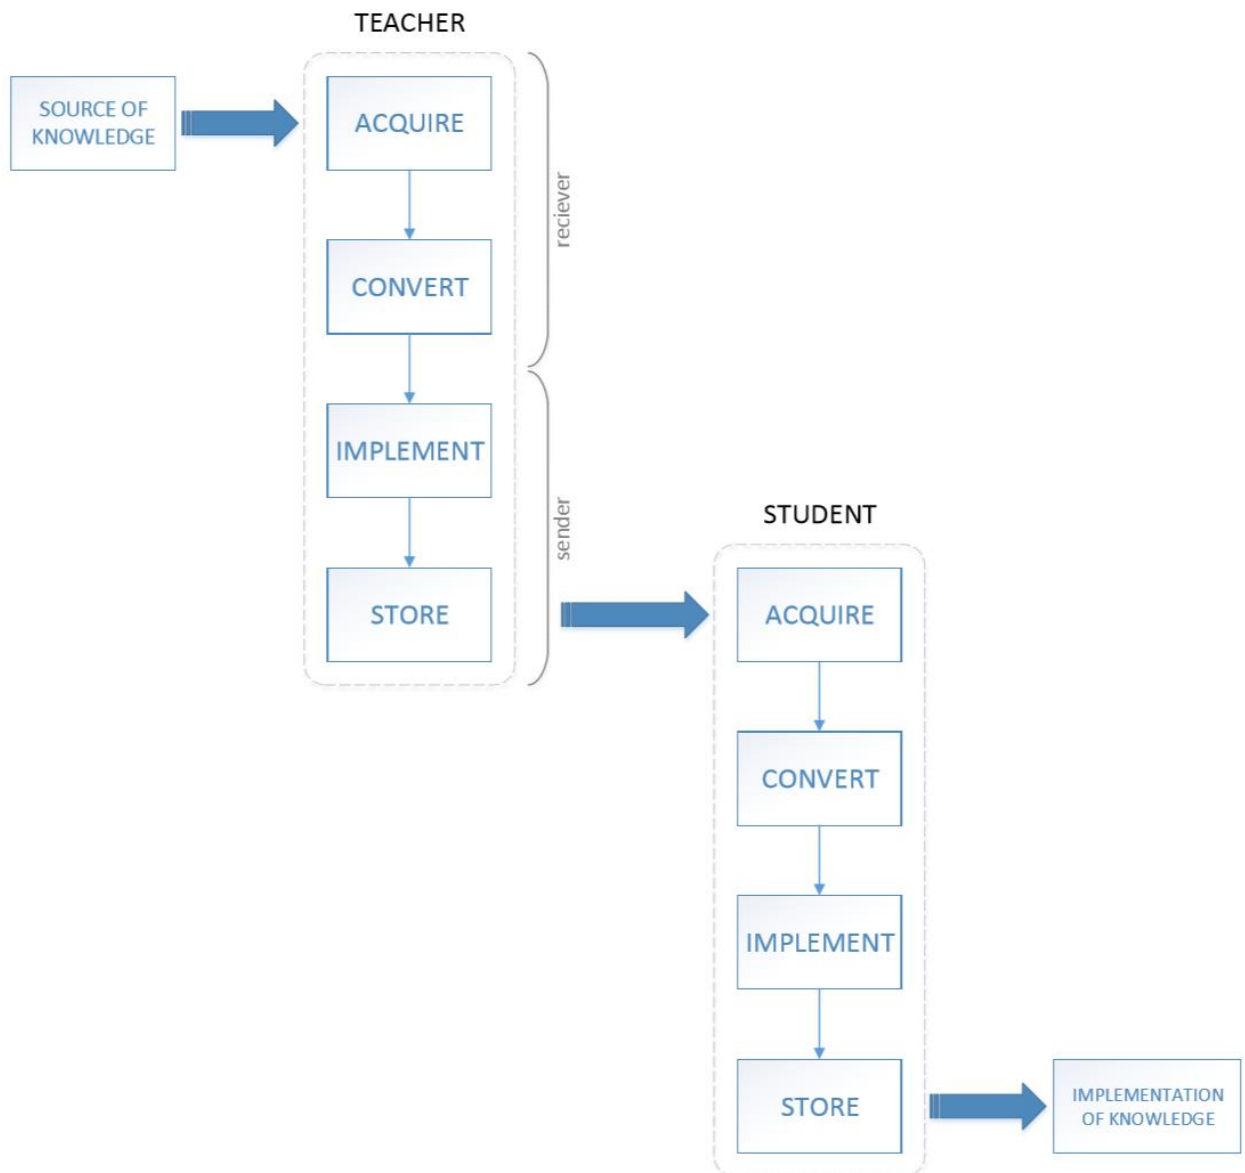 TEACHER
SOURCE OF
KNOWLEDGE
ACQUIRE
reciever
CONVERT
IMPLEMENT
sender
STORE
STUDENT
ACQUIRE
CONVERT
IMPLEMENT
STORE
IMPLEMENTATION
OF KNOWLEDGE